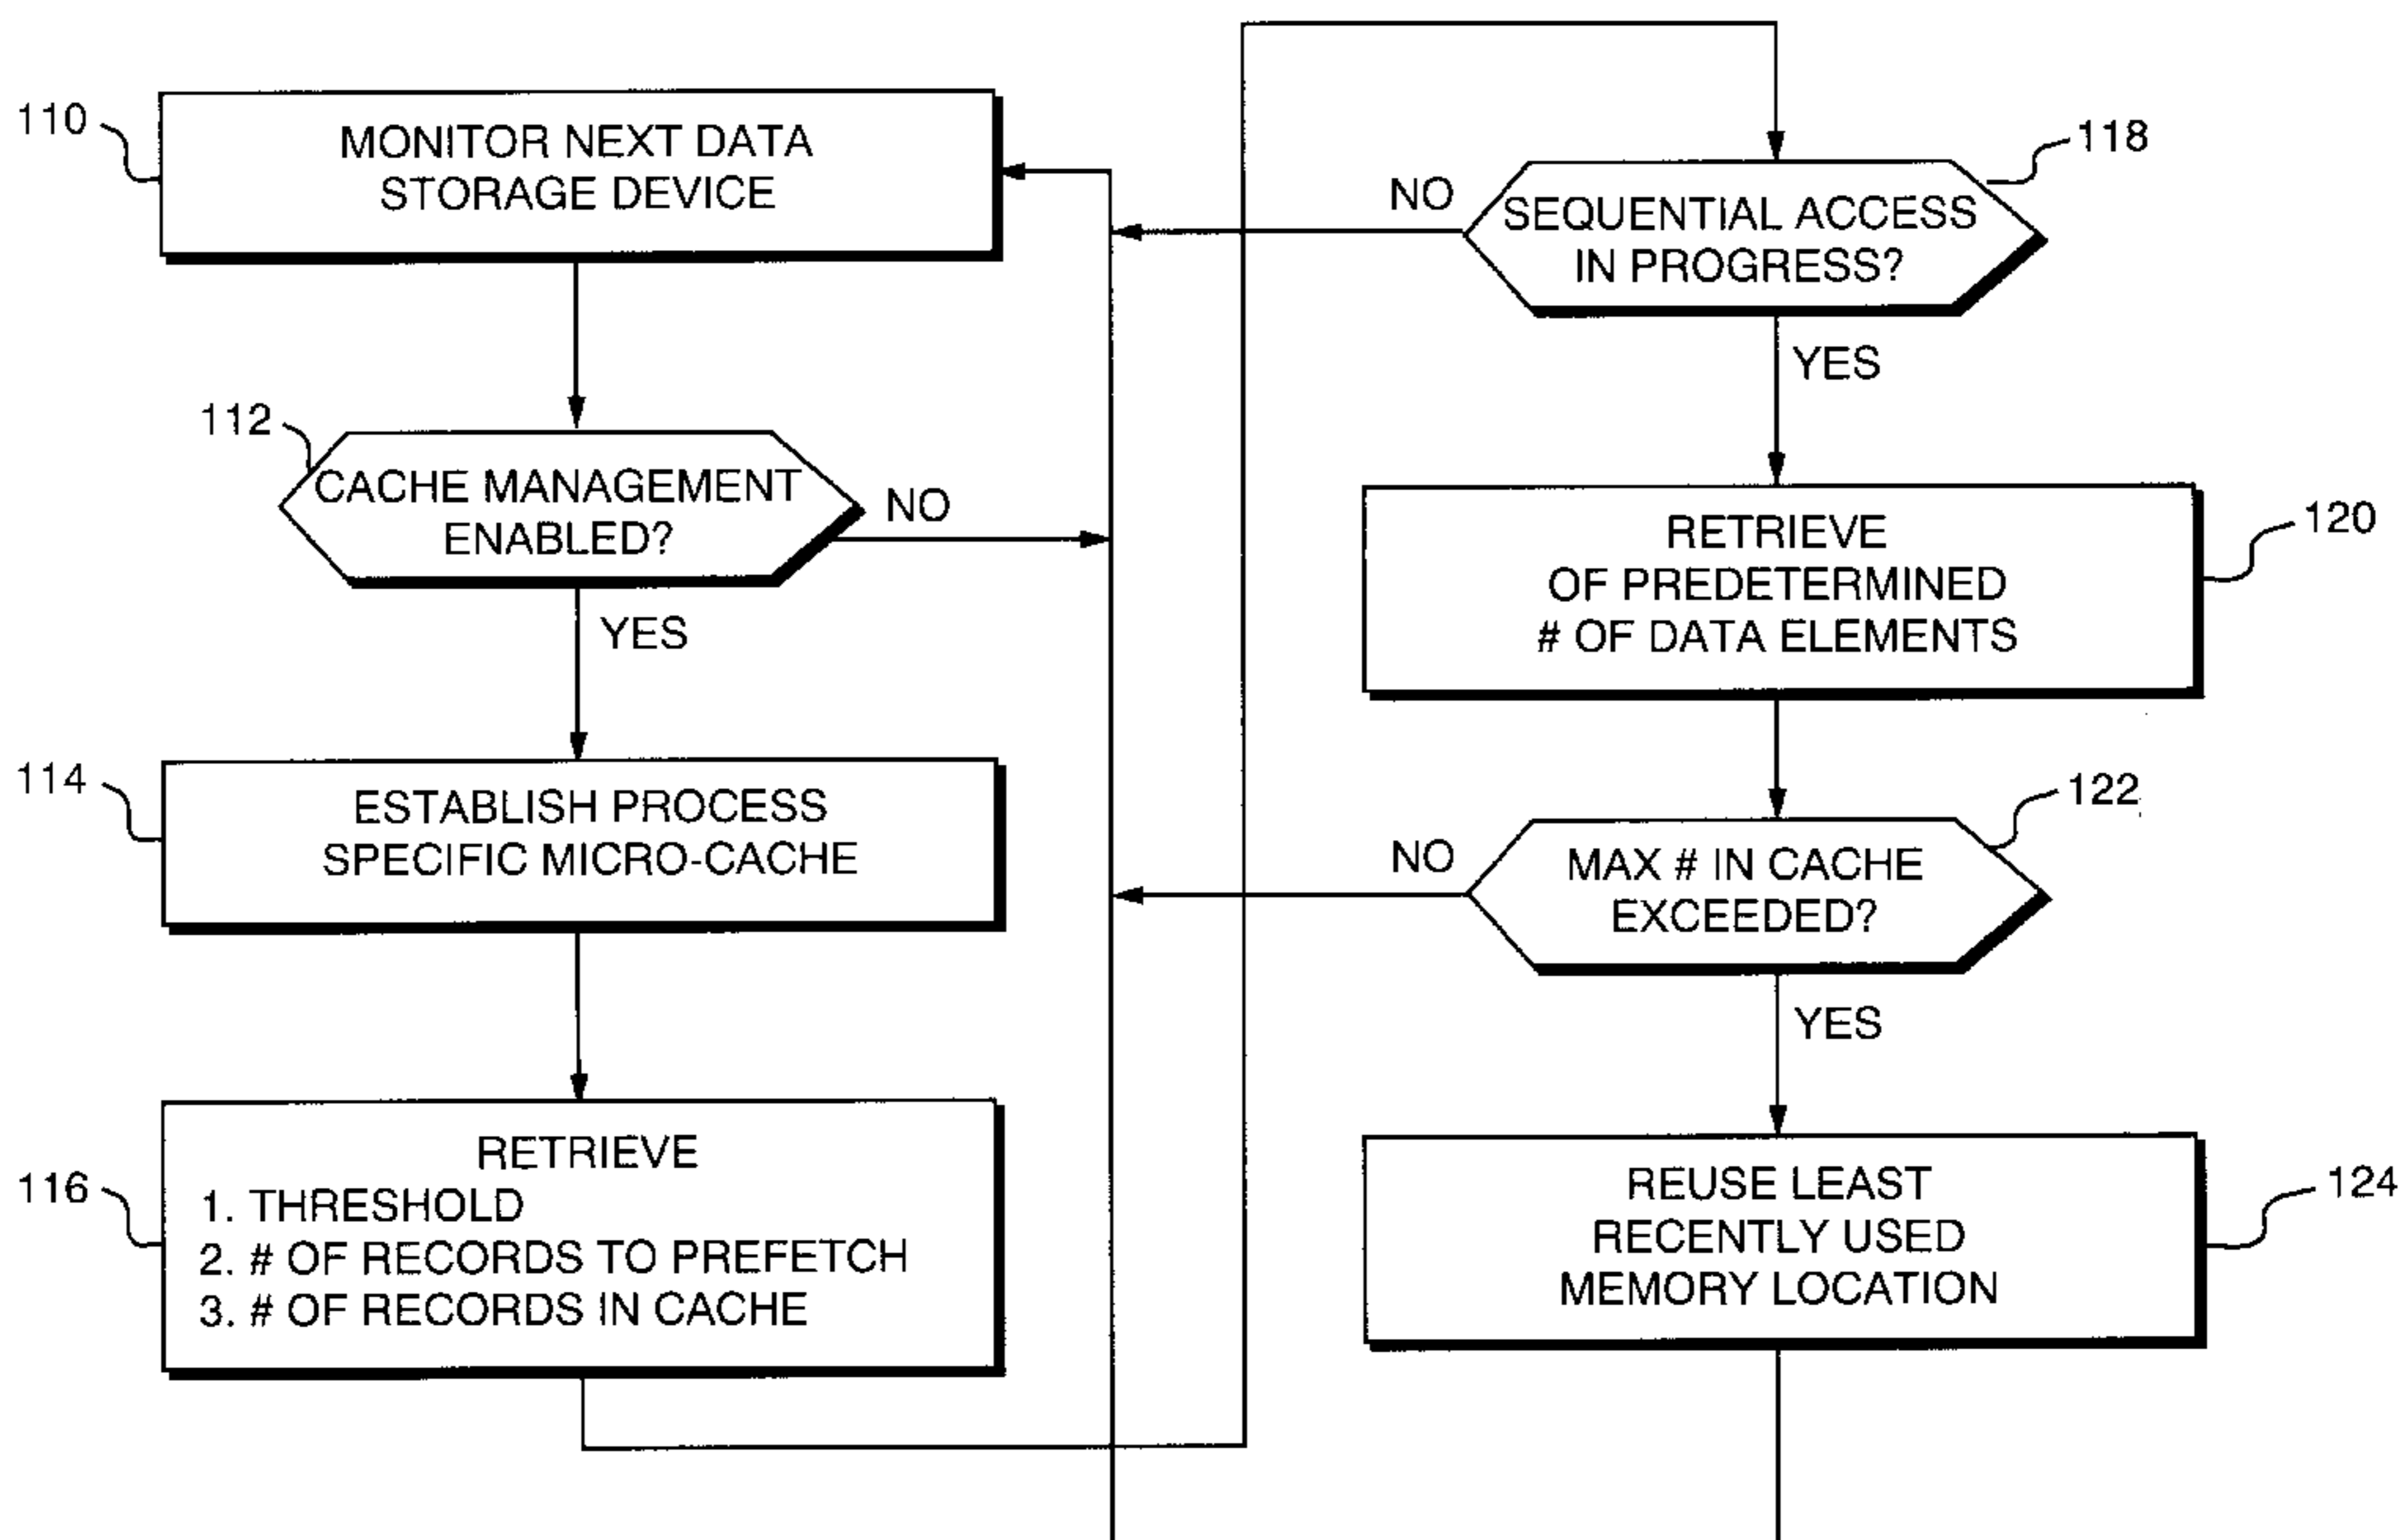 110
MONITOR NEXT DATA
STORAGE DEVICE
112
CACHE MANAGEMENT
ENABLED?
NO
YES
114
ESTABLISH PROCESS
SPECIFIC MICRO-CACHE
116
RETRIEVE
1. THRESHOLD
2. # OF RECORDS TO PREFETCH
3. # OF RECORDS IN CACHE
118
SEQUENTIAL ACCESS
IN PROGRESS?
NO
YES
120
RETRIEVE
OF PREDETERMINED
# OF DATA ELEMENTS
122
MAX # IN CACHE
EXCEEDED?
NO
YES
124
REUSE LEAST
RECENTLY USED
MEMORY LOCATION